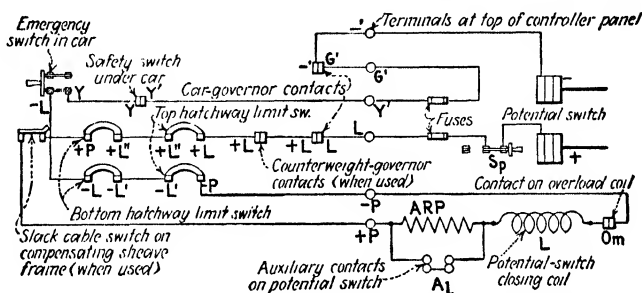 Emergency
switch in car
Safety switch
under car
Terminals at top of controller panel
-'
-' G'
G'
-
Potential switch
+
Y Y'
Car-governor contacts
Y'
-L
Top hatchway limit sw.
Fuses
+P +L" +L" +L +L +L L
L
Sp
Counterweight-governor
contacts (when used)
-L -L' -L' -P
-P
Contact on overload coil
Bottom hatchway limit switch
+P
ARP
L
Om
Slack cable switch on
compensating sheave
frame (when used)
Auxiliary contacts
on potential switch
A1
Potential-switch
closing coil